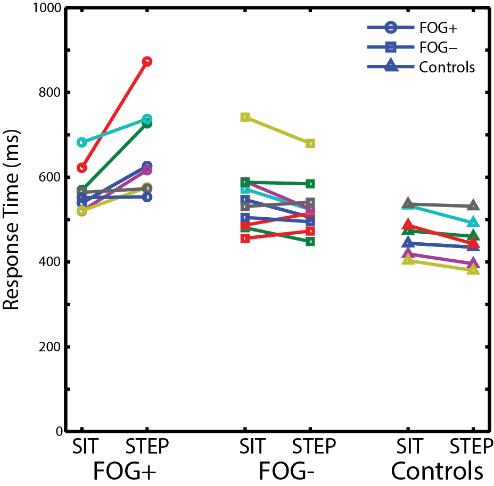 1000
800
600
400
200
0
Response Time (ms)
FOG+
FOG−
Controls
SIT STEP SIT STEP SIT STEP
FOG+ FOG- Controls